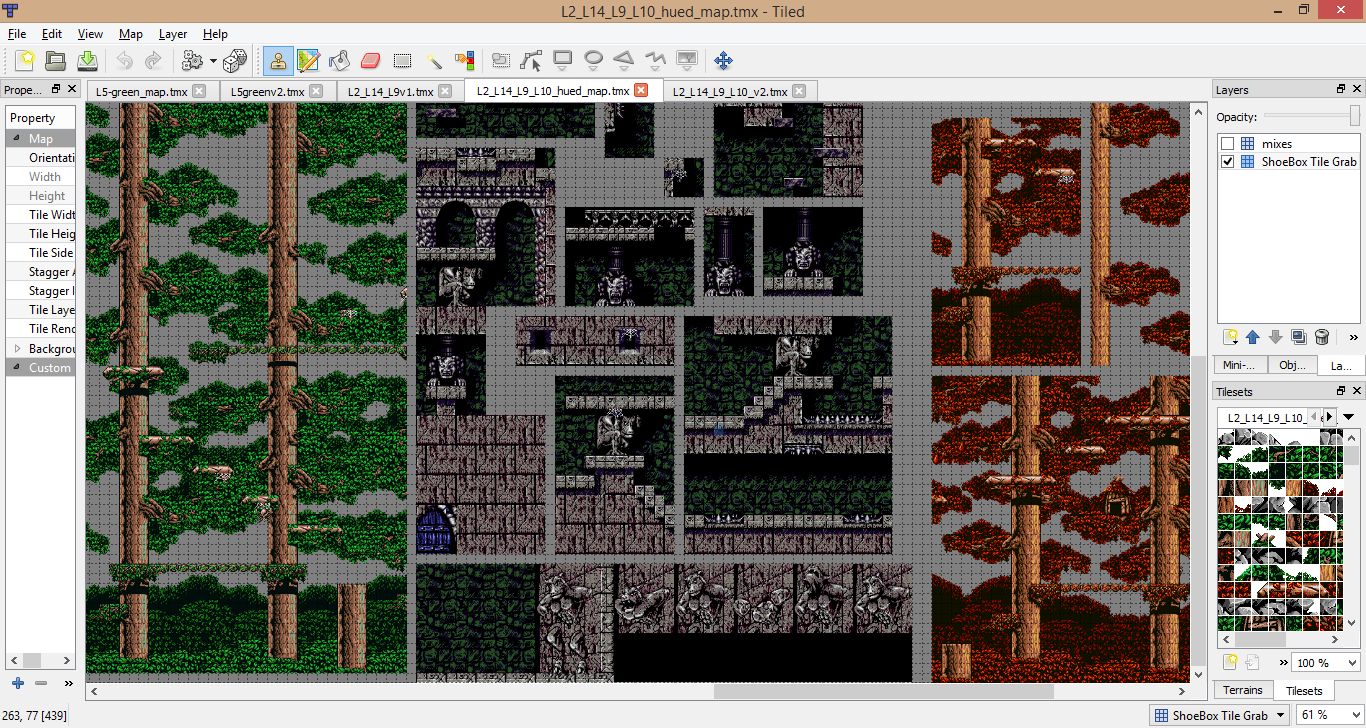 L2_L14_L9_L10_hued_map.tmx - Tiled
File Edit View Map Layer Help
Prope...
L5-green_map.tmx L5greenv2.tmx L2_L14_L9v1.tmx L2_L14_L9_L10_hued_map.tmx L2_L14_L9_L10_v2.tmx
Layers
Property
Map
Orientati
Width
Height
Tile Widt
Tile Heig
Tile Side
Stagger A
Stagger I
Tile Laye
Tile Rend
Backgrou
Custom
»
Opacity:
mixes
ShoeBox Tile Grab
»
Mini-... Obj... La...
Tilesets
L2_L14_L9_L10_
» 100 %
Terrains Tilesets
263, 77 [439]
ShoeBox Tile Grab 61 %